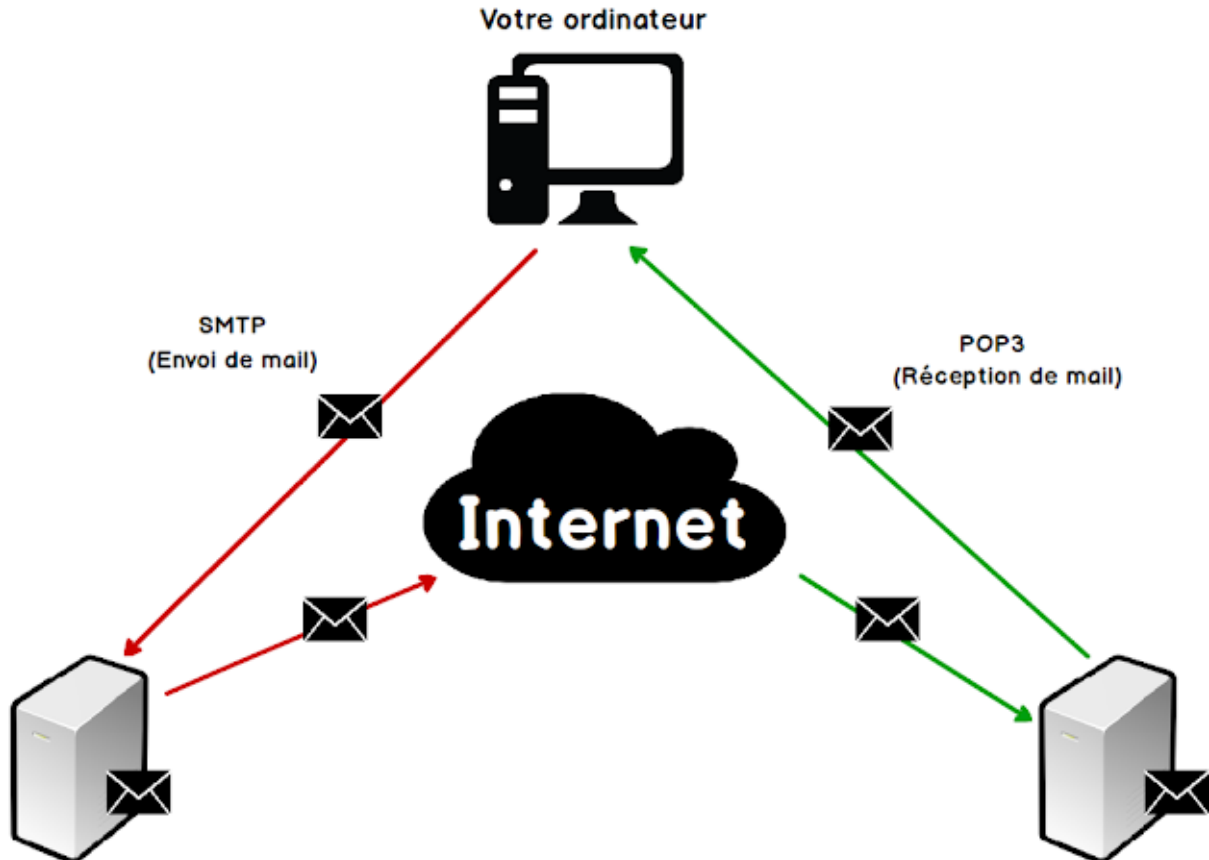 Votre ordinateur
SMTP
(Envoi de mail)
POP3
(Réception de mail)
Internet